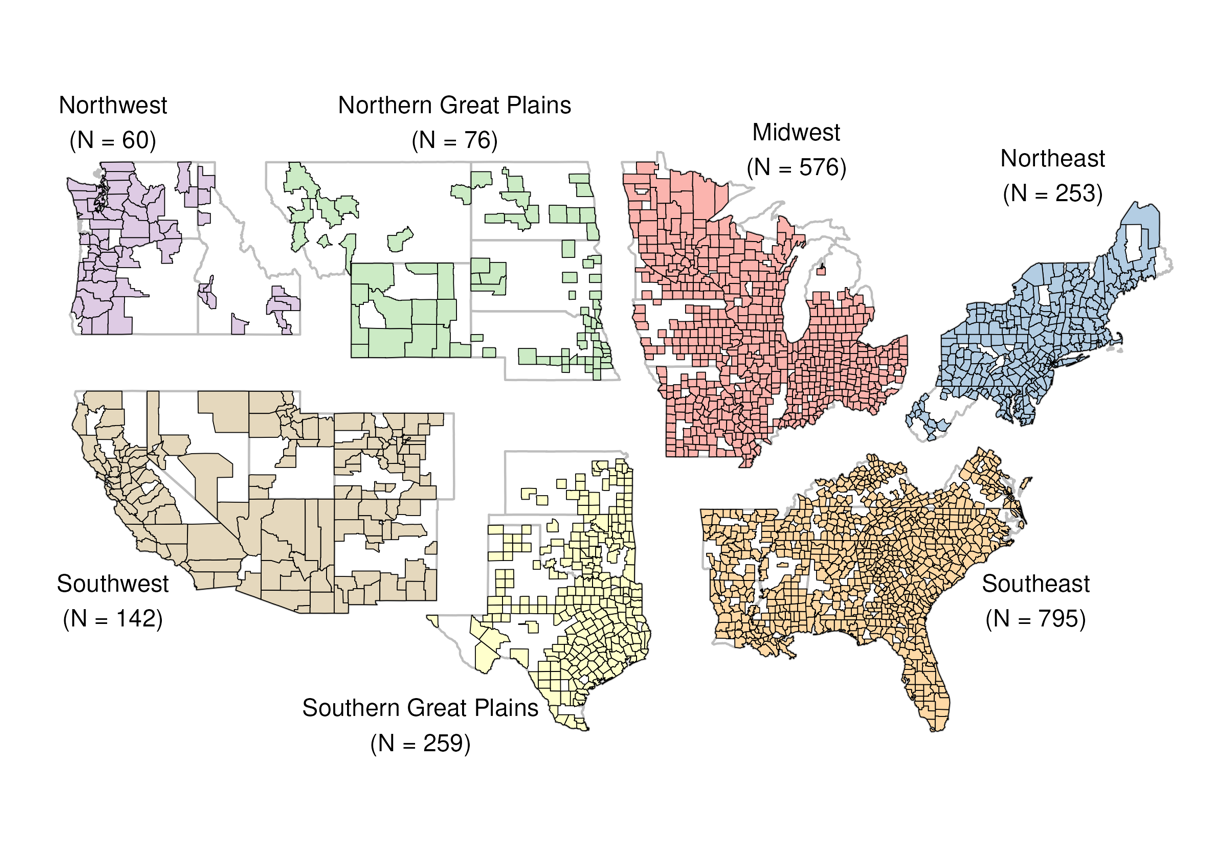 Northwest
(N = 60)
Northern Great Plains
(N = 76)
Midwest
(N = 576)
Northeast
(N = 253)
Southwest
(N = 142)
Southeast
(N = 795)
Southern Great Plains
(N = 259)